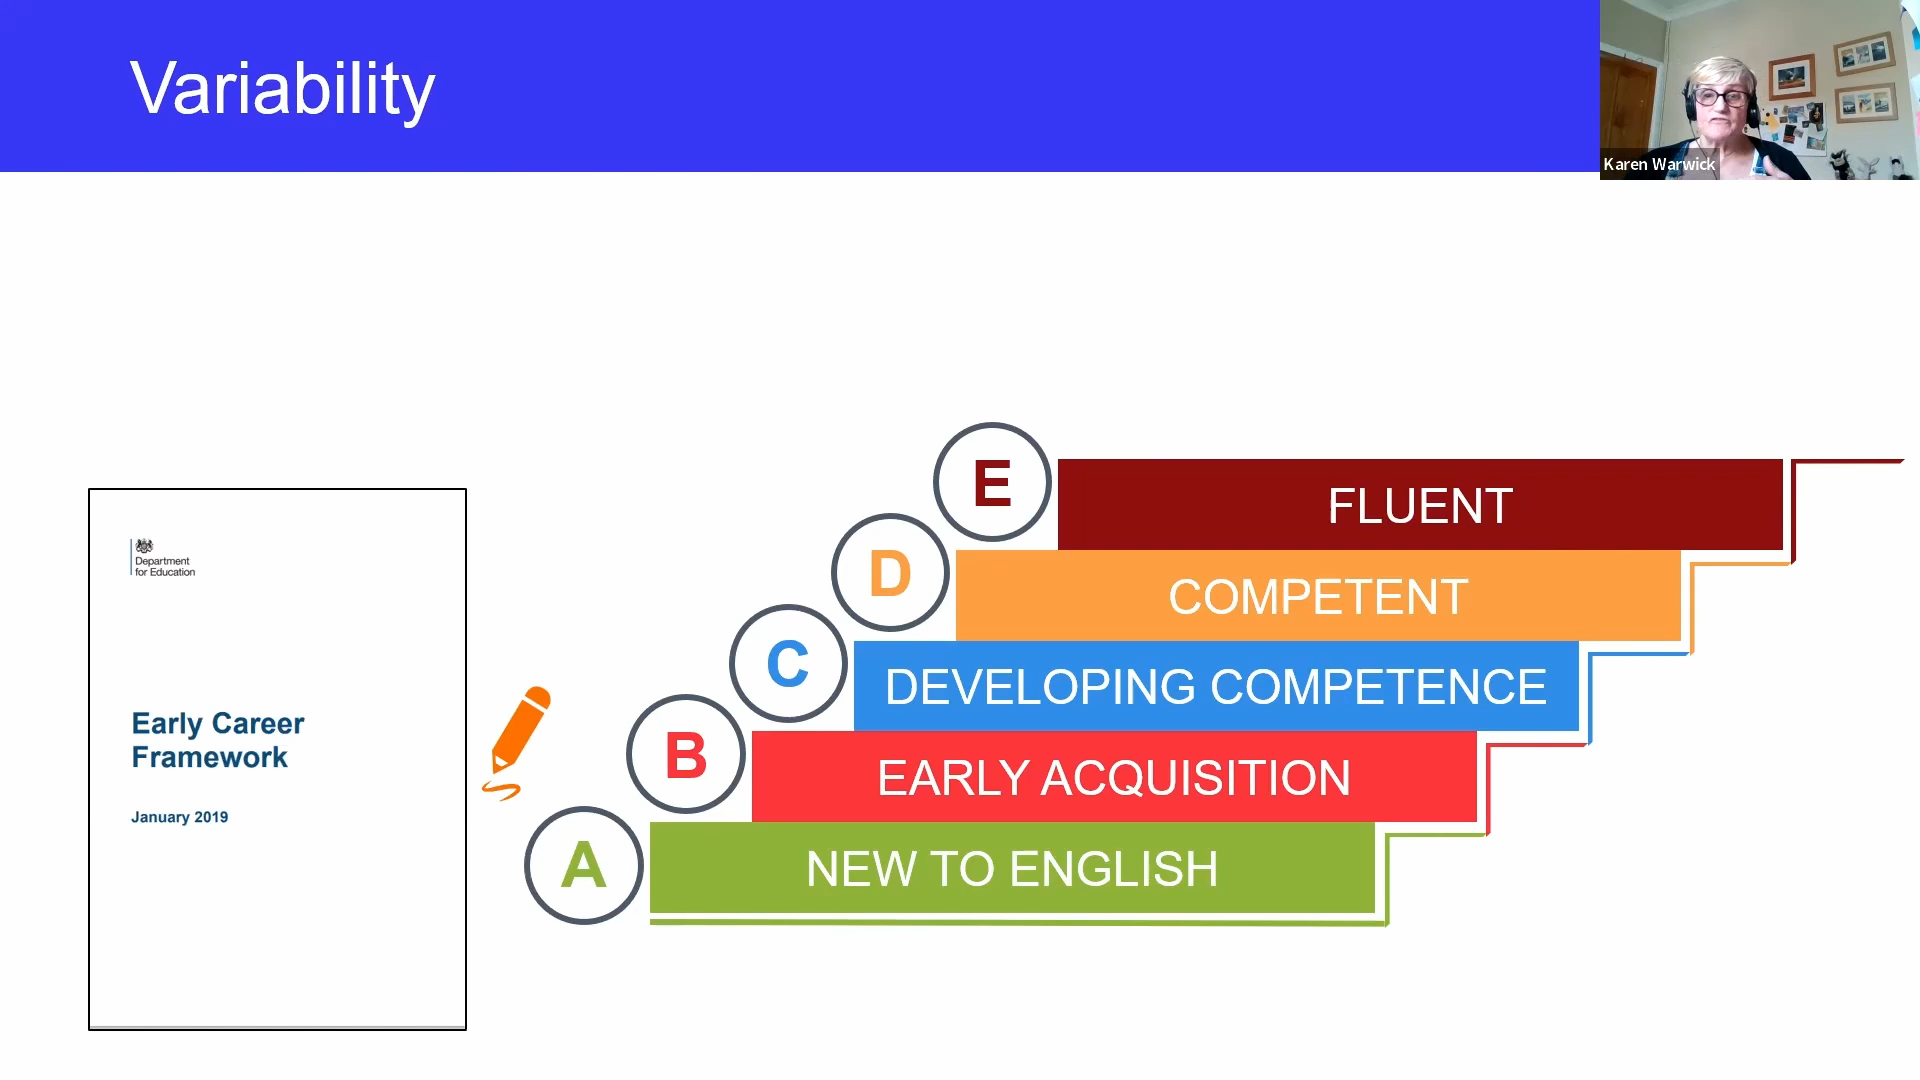 Variability
Karen Warwick
Department
for Education
Early Career
Framework
January 2019
E
FLUENT
D
COMPETENT
C
DEVELOPING COMPETENCE
B
EARLY ACQUISITION
A
NEW TO ENGLISH